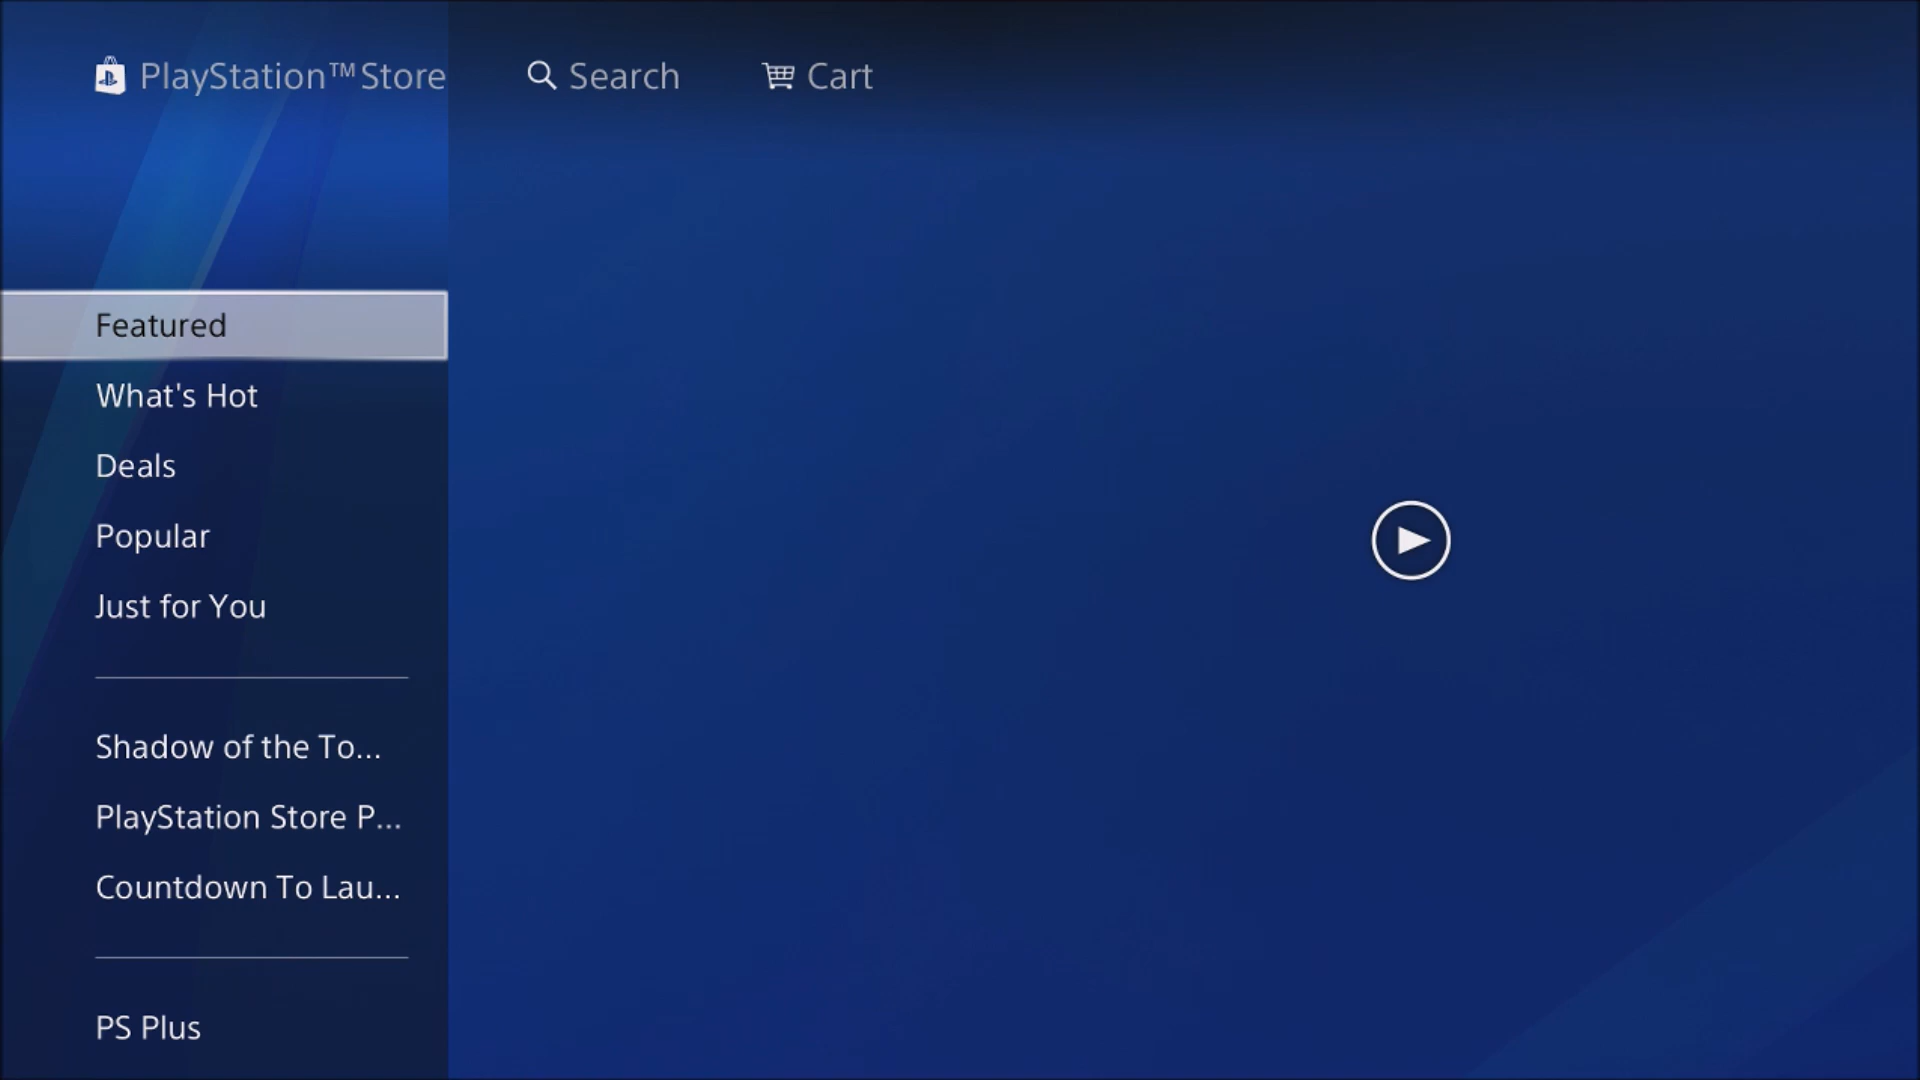 PlayStation™Store
Search
Cart
Featured
What's Hot
Deals
Popular
Just for You
Shadow of the To...
PlayStation Store P...
Countdown To Lau...
PS Plus